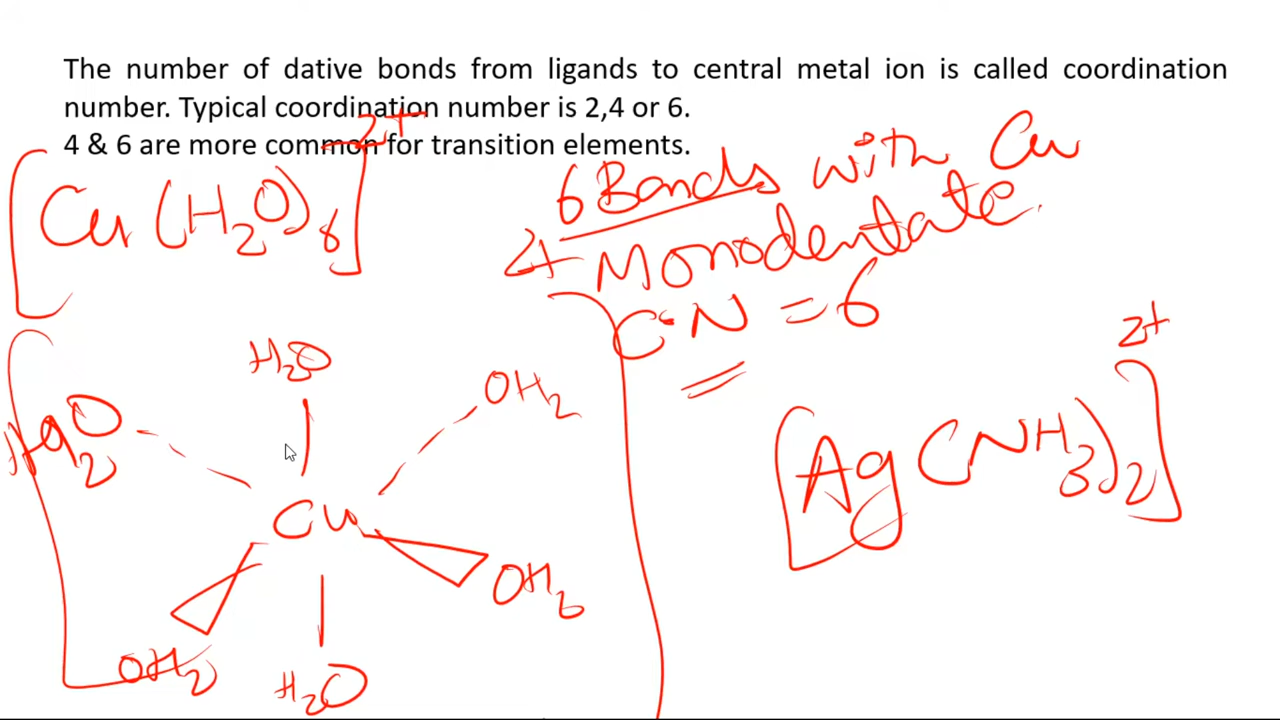 The number of dative bonds from ligands to central metal ion is called coordination
number. Typical coordination number is 2,4 or 6.
4 & 6 are more common for transition elements.
[Cu(H2O)6]2+
6 Bonds with Cu
Monodentate
C.N = 6
H2O
OH2
2O
Cu
OH2
H2O
[Ag(NH3)2]2+